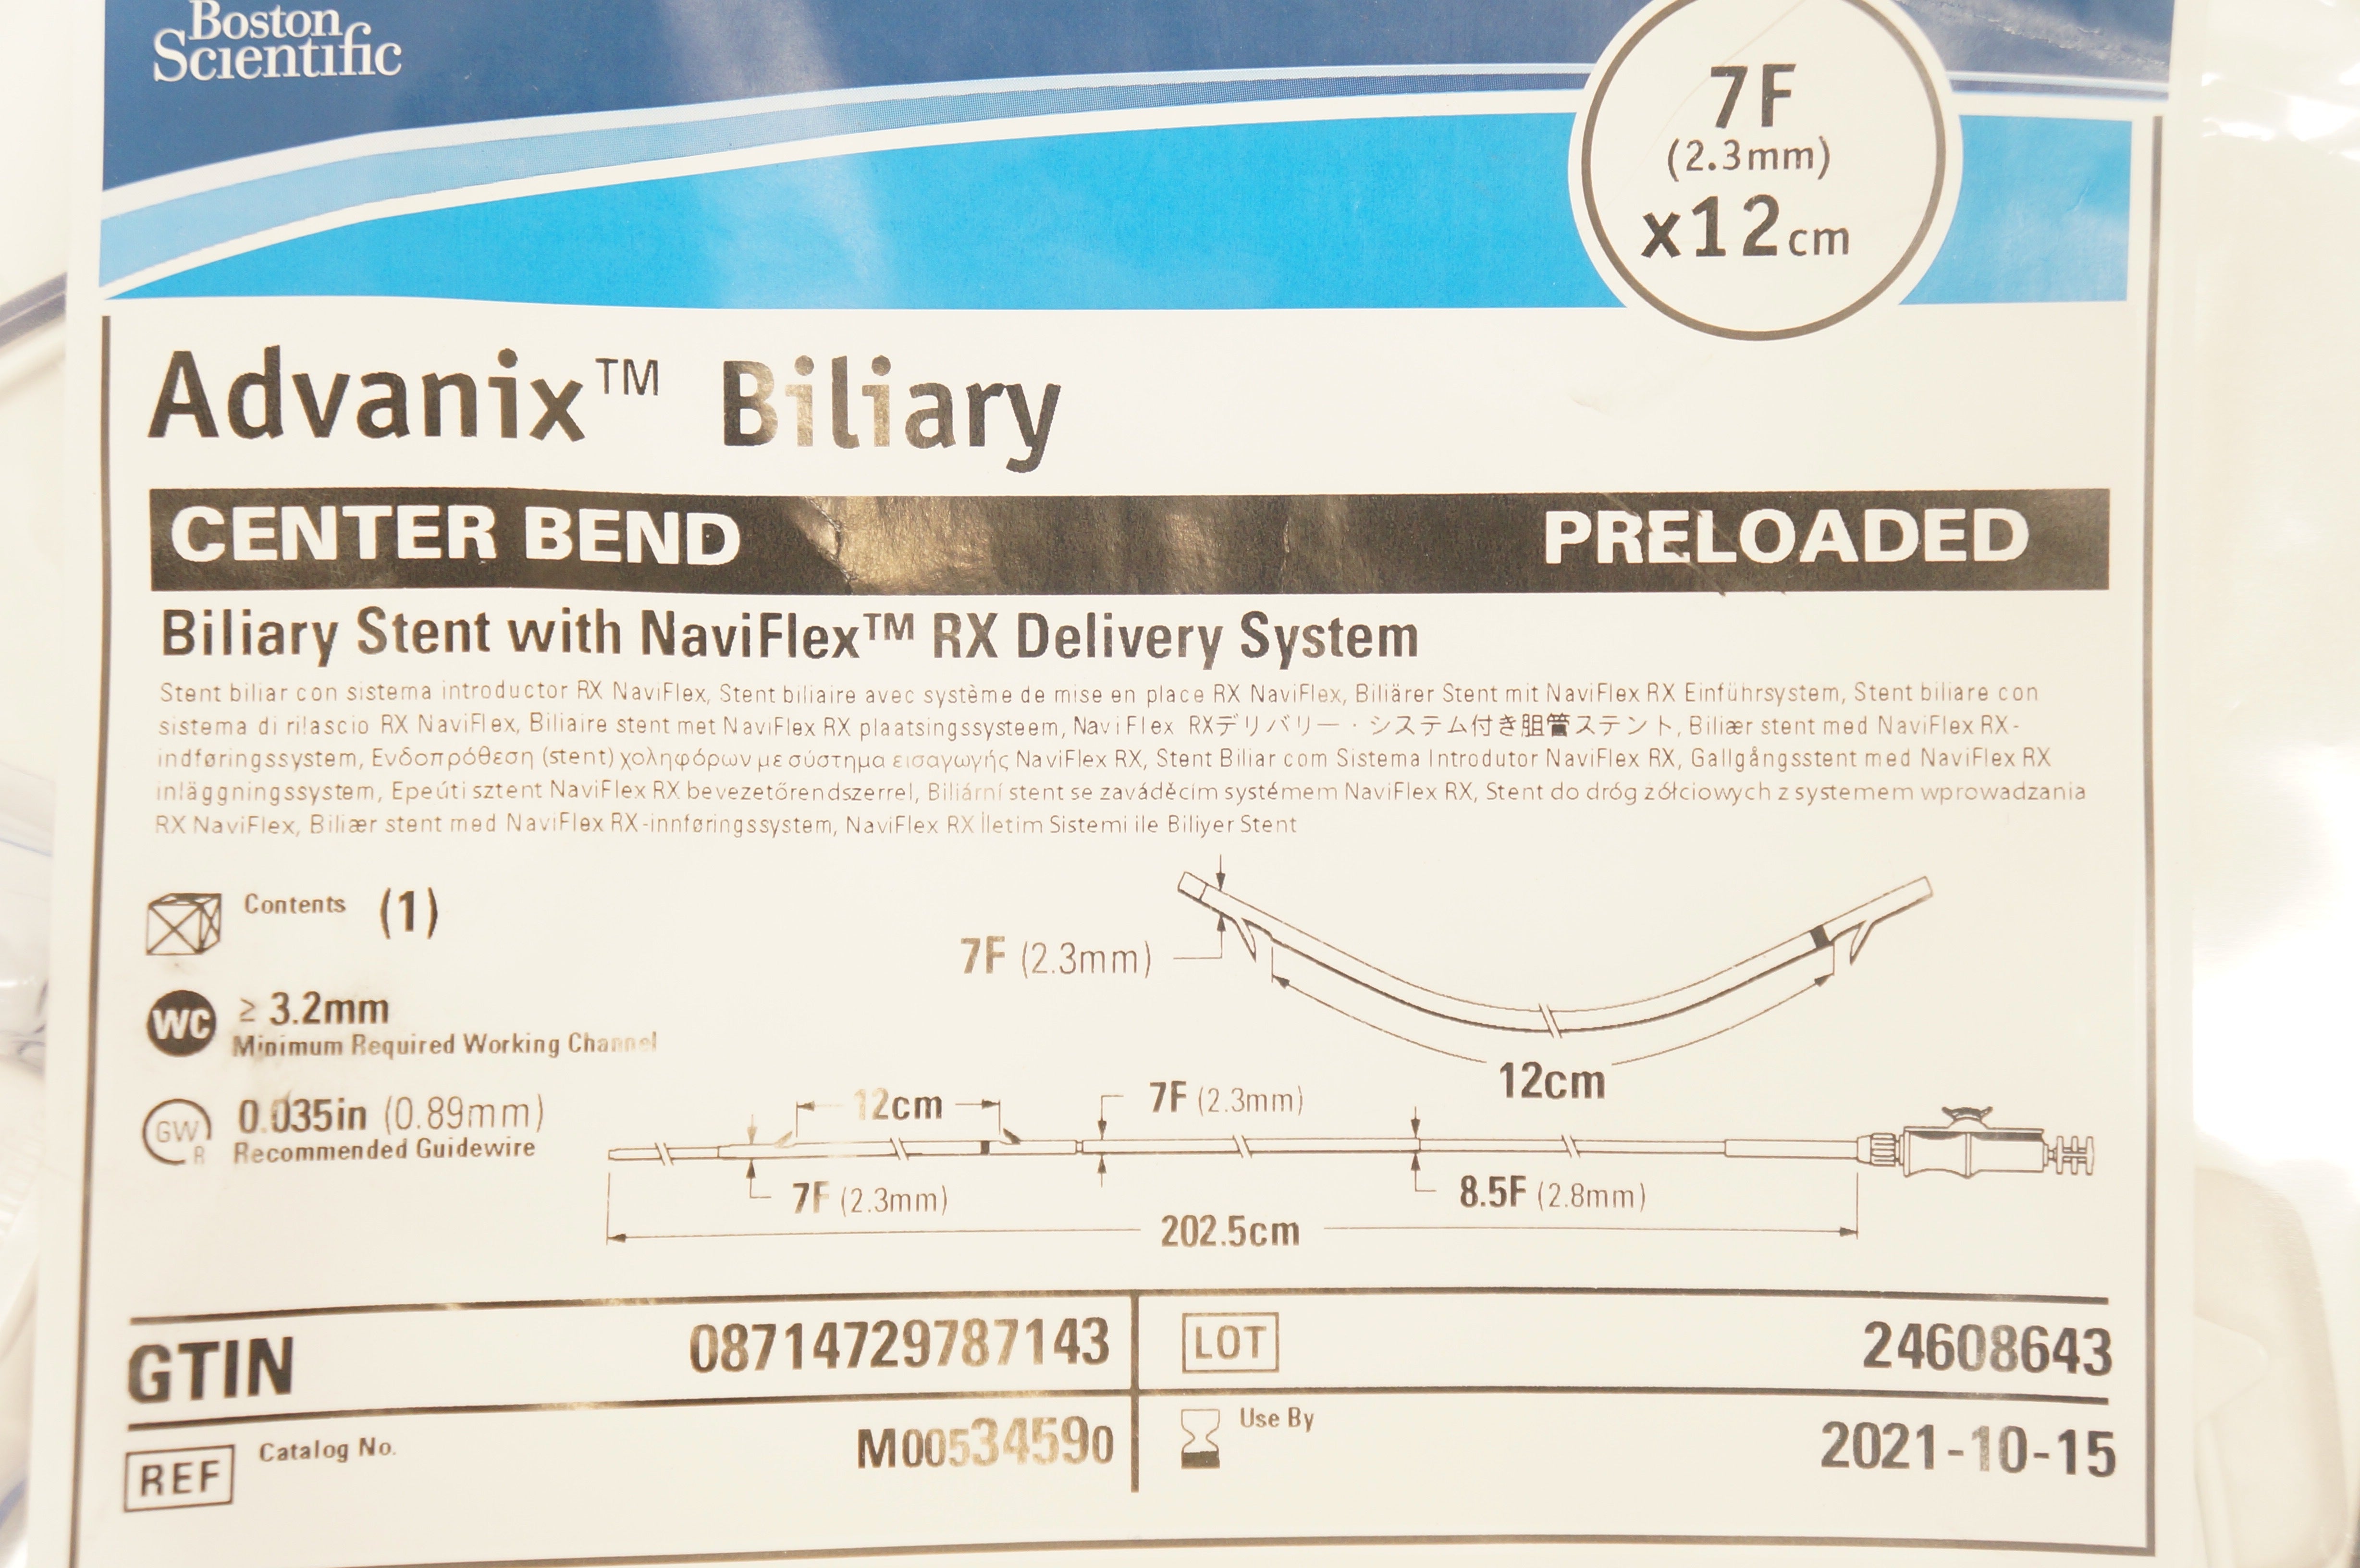 Boston
Scientific
7F
(2.3mm)
x12cm
Advanix™ Biliary
CENTER BEND PRELOADED
Biliary Stent with NaviFlex™ RX Delivery System
Stent biliar con sistema introductor RX NaviFlex, Stent biliaire avec système de mise en place RX NaviFlex, Biliärer Stent mit NaviFlex RX Einführsystem, Stent biliare con
sistema di rilascio RX NaviFlex, Biliaire stent met NaviFlex RX plaatsingssysteem, NaviFlex RXデリバリー・システム付き胆管ステント, Biliær stent med NaviFlex RX-
indføringssystem, Ενδοπρόθεση (stent) χοληφόρων με σύστημα εισαγωγής NaviFlex RX, Stent Biliar com Sistema Introdutor NaviFlex RX, Gallgångsstent med NaviFlex RX
inläggningssystem, Epeúti sztent NaviFlex RX bevezetőrendszerrel, Biliární stent se zaváděcím systémem NaviFlex RX, Stent do dróg żółciowych z systemem wprowadzania
RX NaviFlex, Biliær stent med NaviFlex RX-innføringssystem, NaviFlex RX İletim Sistemi ile Biliyer Stent
Contents (1)
7F (2.3mm)
WC ≥ 3.2mm
Minimum Required Working Channel
12cm
GW R 0.035in (0.89mm)
Recommended Guidewire
12cm
7F (2.3mm)
7F (2.3mm)
8.5F (2.8mm)
202.5cm
GTIN 08714729787143
LOT 24608643
REF Catalog No. M00534590
Use By 2021-10-15